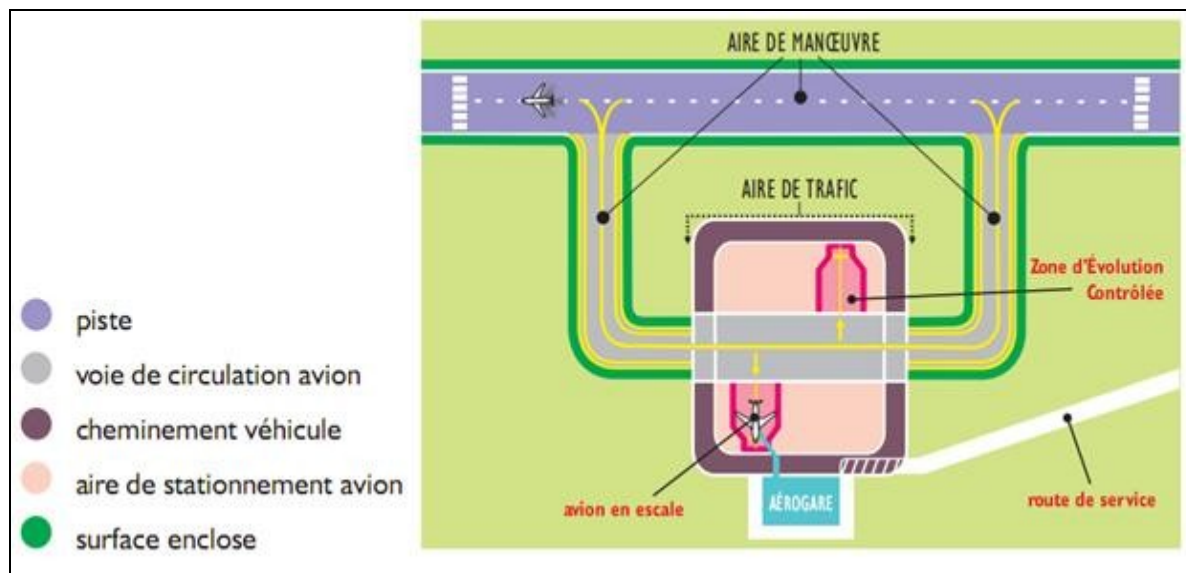 AIRE DE MANŒUVRE
AIRE DE TRAFIC
Zone d'Évolution
Contrôlée
piste
voie de circulation avion
cheminement véhicule
aire de stationnement avion
surface enclose
avion en escale
AÉROGARE
route de service